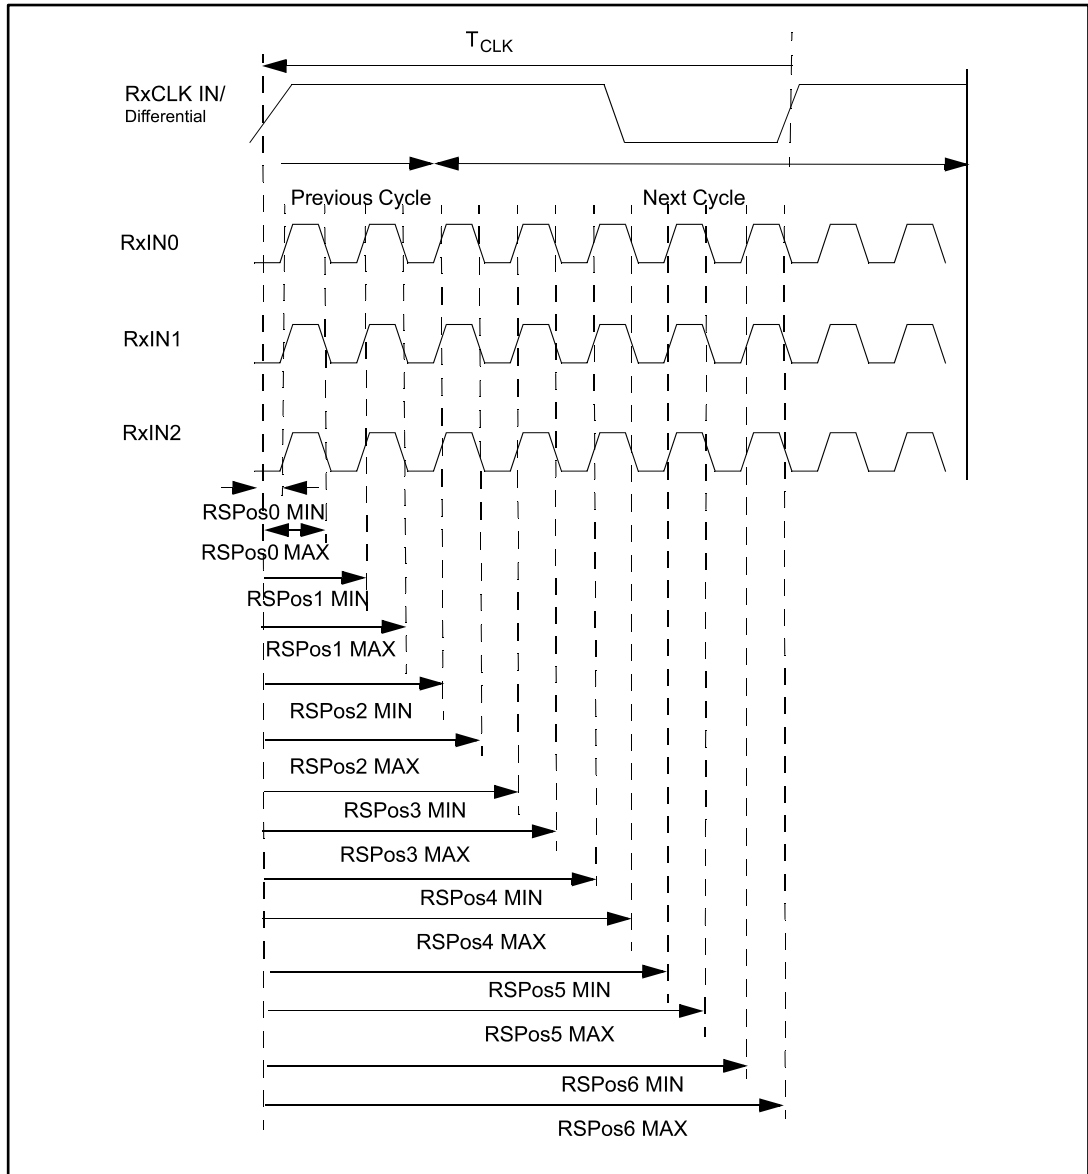 TCLK
RxCLK IN/
Differential
Previous Cycle
Next Cycle
RxIN0
RxIN1
RxIN2
RSPos0 MIN
RSPos0 MAX
RSPos1 MIN
RSPos1 MAX
RSPos2 MIN
RSPos2 MAX
RSPos3 MIN
RSPos3 MAX
RSPos4 MIN
RSPos4 MAX
RSPos5 MIN
RSPos5 MAX
RSPos6 MIN
RSPos6 MAX